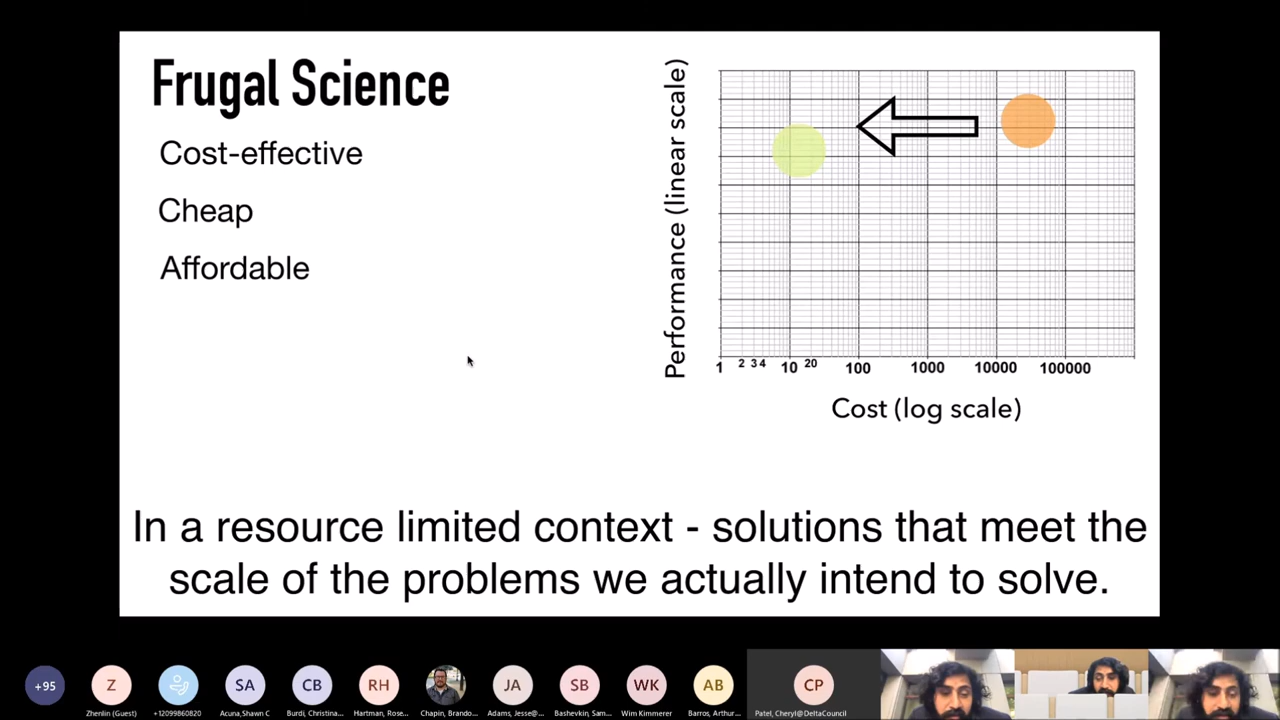 Frugal Science
Cost-effective
Cheap
Affordable
Performance (linear scale)
1 2 3 4 10 20 100 1000 10000 100000
Cost (log scale)
In a resource limited context - solutions that meet the
scale of the problems we actually intend to solve.
+95 Z SA CB RH JA SB WK AB CP
Zhenlin (Guest) +12099860820 Acuna,Shawn C Burdi, Christina... Hartman, Rose... Chapin, Brando... Adams, Jesse@... Bashevkin, Sam... Wim Kimmerer Barros, Arthur... Patel, Cheryl@DeltaCouncil